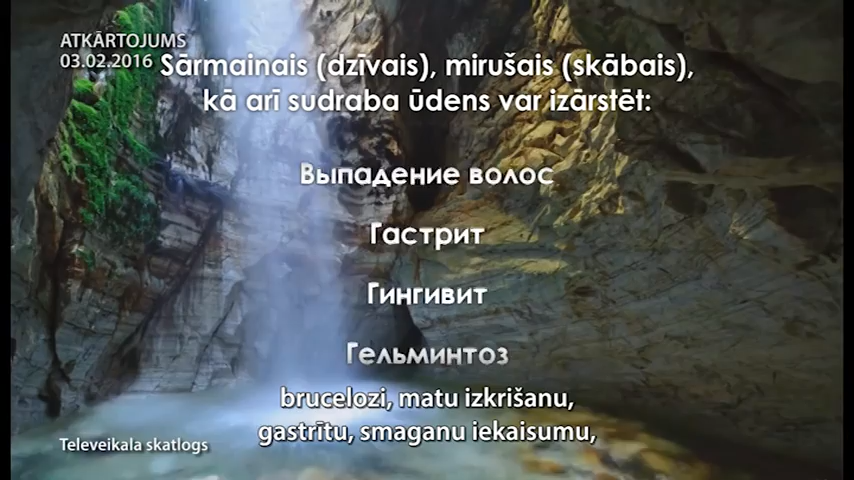 ATKĀRTOJUMS
03.02.2016
Sārmainais (dzīvais), mirušais (skābais),
kā arī sudraba ūdens var izārstēt:
Выпадение волос
Гастрит
Гингивит
Гельминтоз
brucelozi, matu izkrišanu,
gastrītu, smaganu iekaisumu,
Televeikala skatlogs